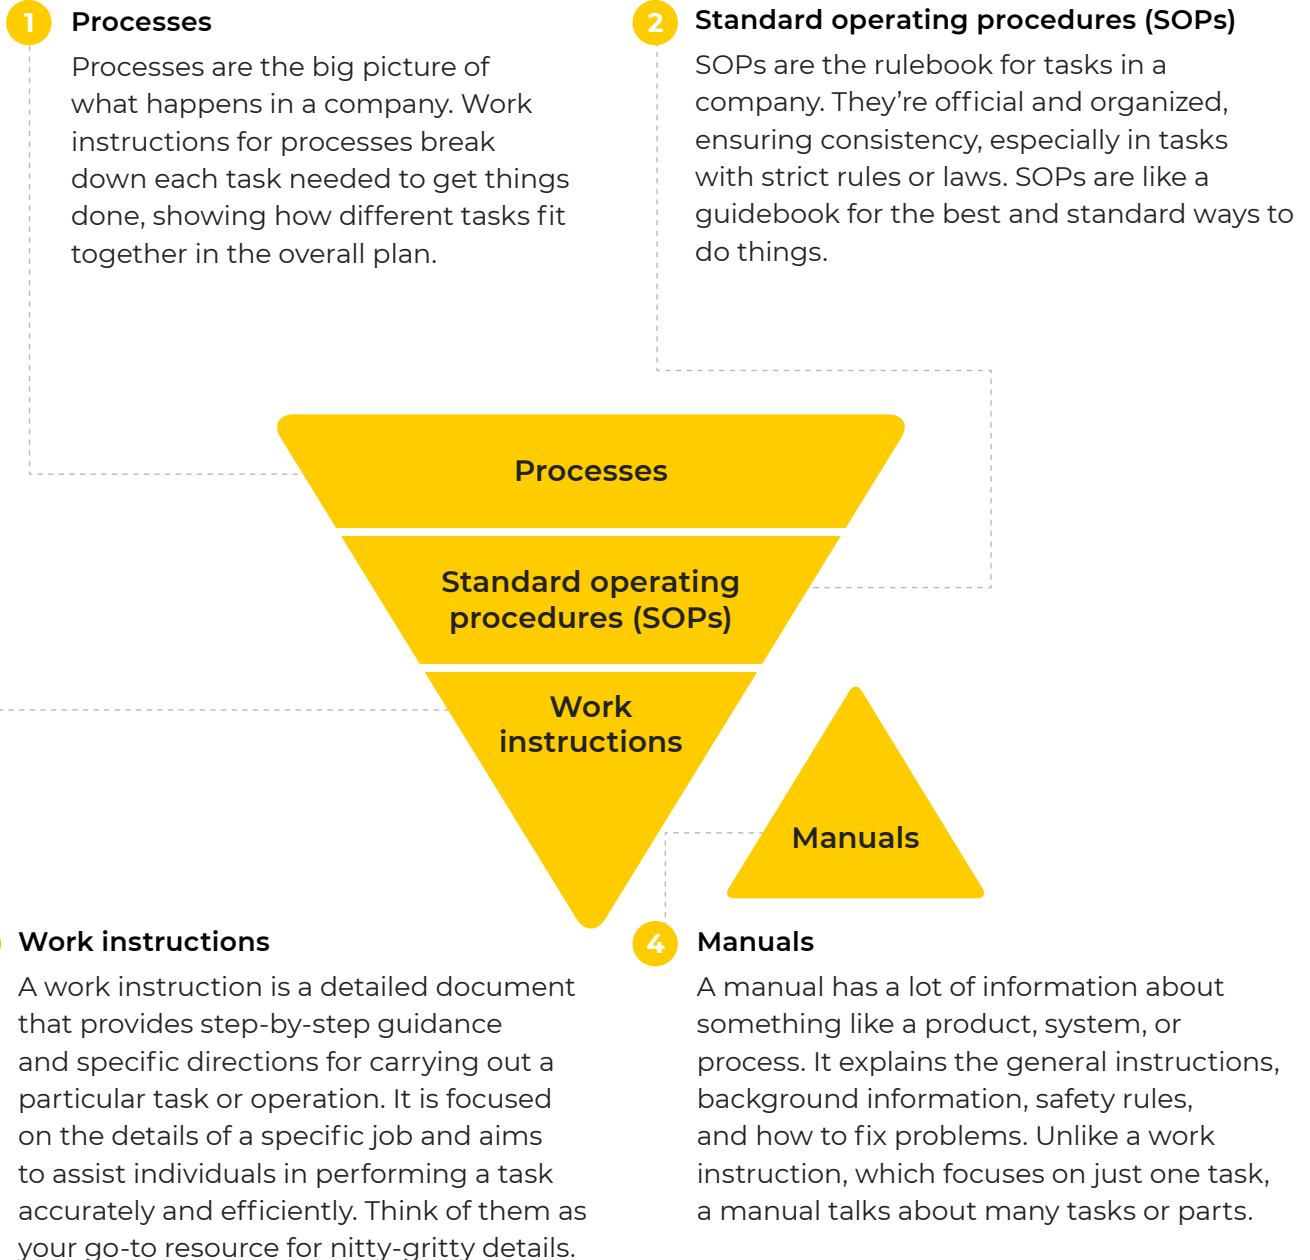 1 Processes
Processes are the big picture of
what happens in a company. Work
instructions for processes break
down each task needed to get things
done, showing how different tasks fit
together in the overall plan.
2 Standard operating procedures (SOPs)
SOPs are the rulebook for tasks in a
company. They’re official and organized,
ensuring consistency, especially in tasks
with strict rules or laws. SOPs are like a
guidebook for the best and standard ways to
do things.
Processes
Standard operating
procedures (SOPs)
Work
instructions
Manuals
Work instructions
A work instruction is a detailed document
that provides step-by-step guidance
and specific directions for carrying out a
particular task or operation. It is focused
on the details of a specific job and aims
to assist individuals in performing a task
accurately and efficiently. Think of them as
your go-to resource for nitty-gritty details.
4 Manuals
A manual has a lot of information about
something like a product, system, or
process. It explains the general instructions,
background information, safety rules,
and how to fix problems. Unlike a work
instruction, which focuses on just one task,
a manual talks about many tasks or parts.